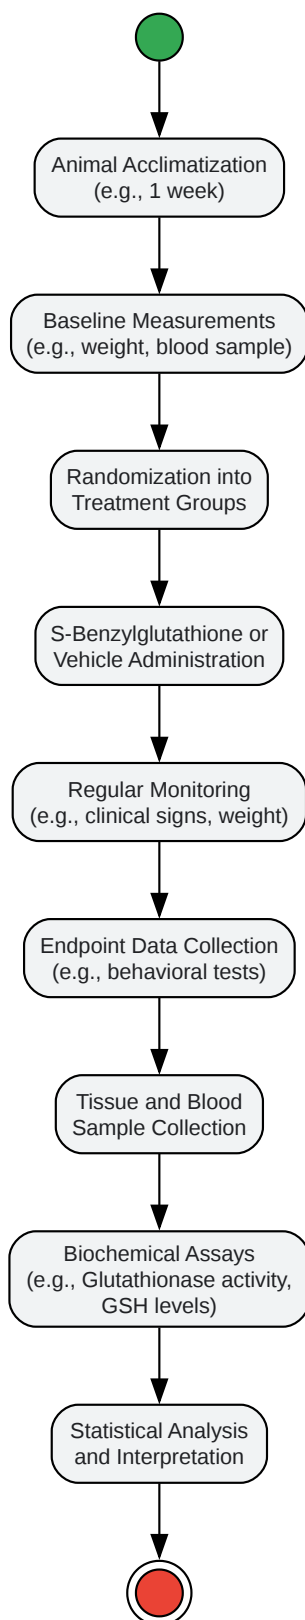 Animal Acclimatization
(e.g., 1 week)
Baseline Measurements
(e.g., weight, blood sample)
Randomization into
Treatment Groups
S-Benzylglutathione or
Vehicle Administration
Regular Monitoring
(e.g., clinical signs, weight)
Endpoint Data Collection
(e.g., behavioral tests)
Tissue and Blood
Sample Collection
Biochemical Assays
(e.g., Glutathionase activity,
GSH levels)
Statistical Analysis
and Interpretation